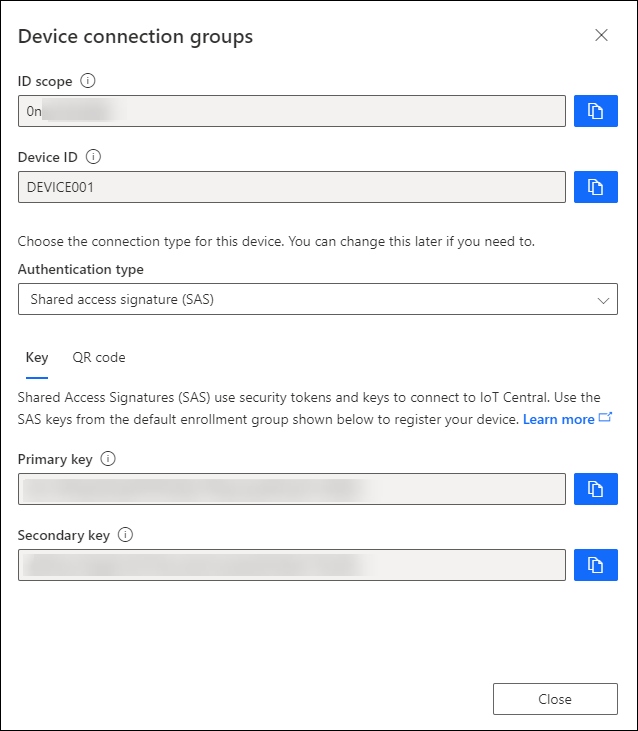 Device connection groups
ID scope
0n
Device ID
DEVICE001
Choose the connection type for this device. You can change this later if you need to.
Authentication type
Shared access signature (SAS)
Key QR code
Shared Access Signatures (SAS) use security tokens and keys to connect to IoT Central. Use the
SAS keys from the default enrollment group shown below to register your device. Learn more
Primary key
Secondary key
Close